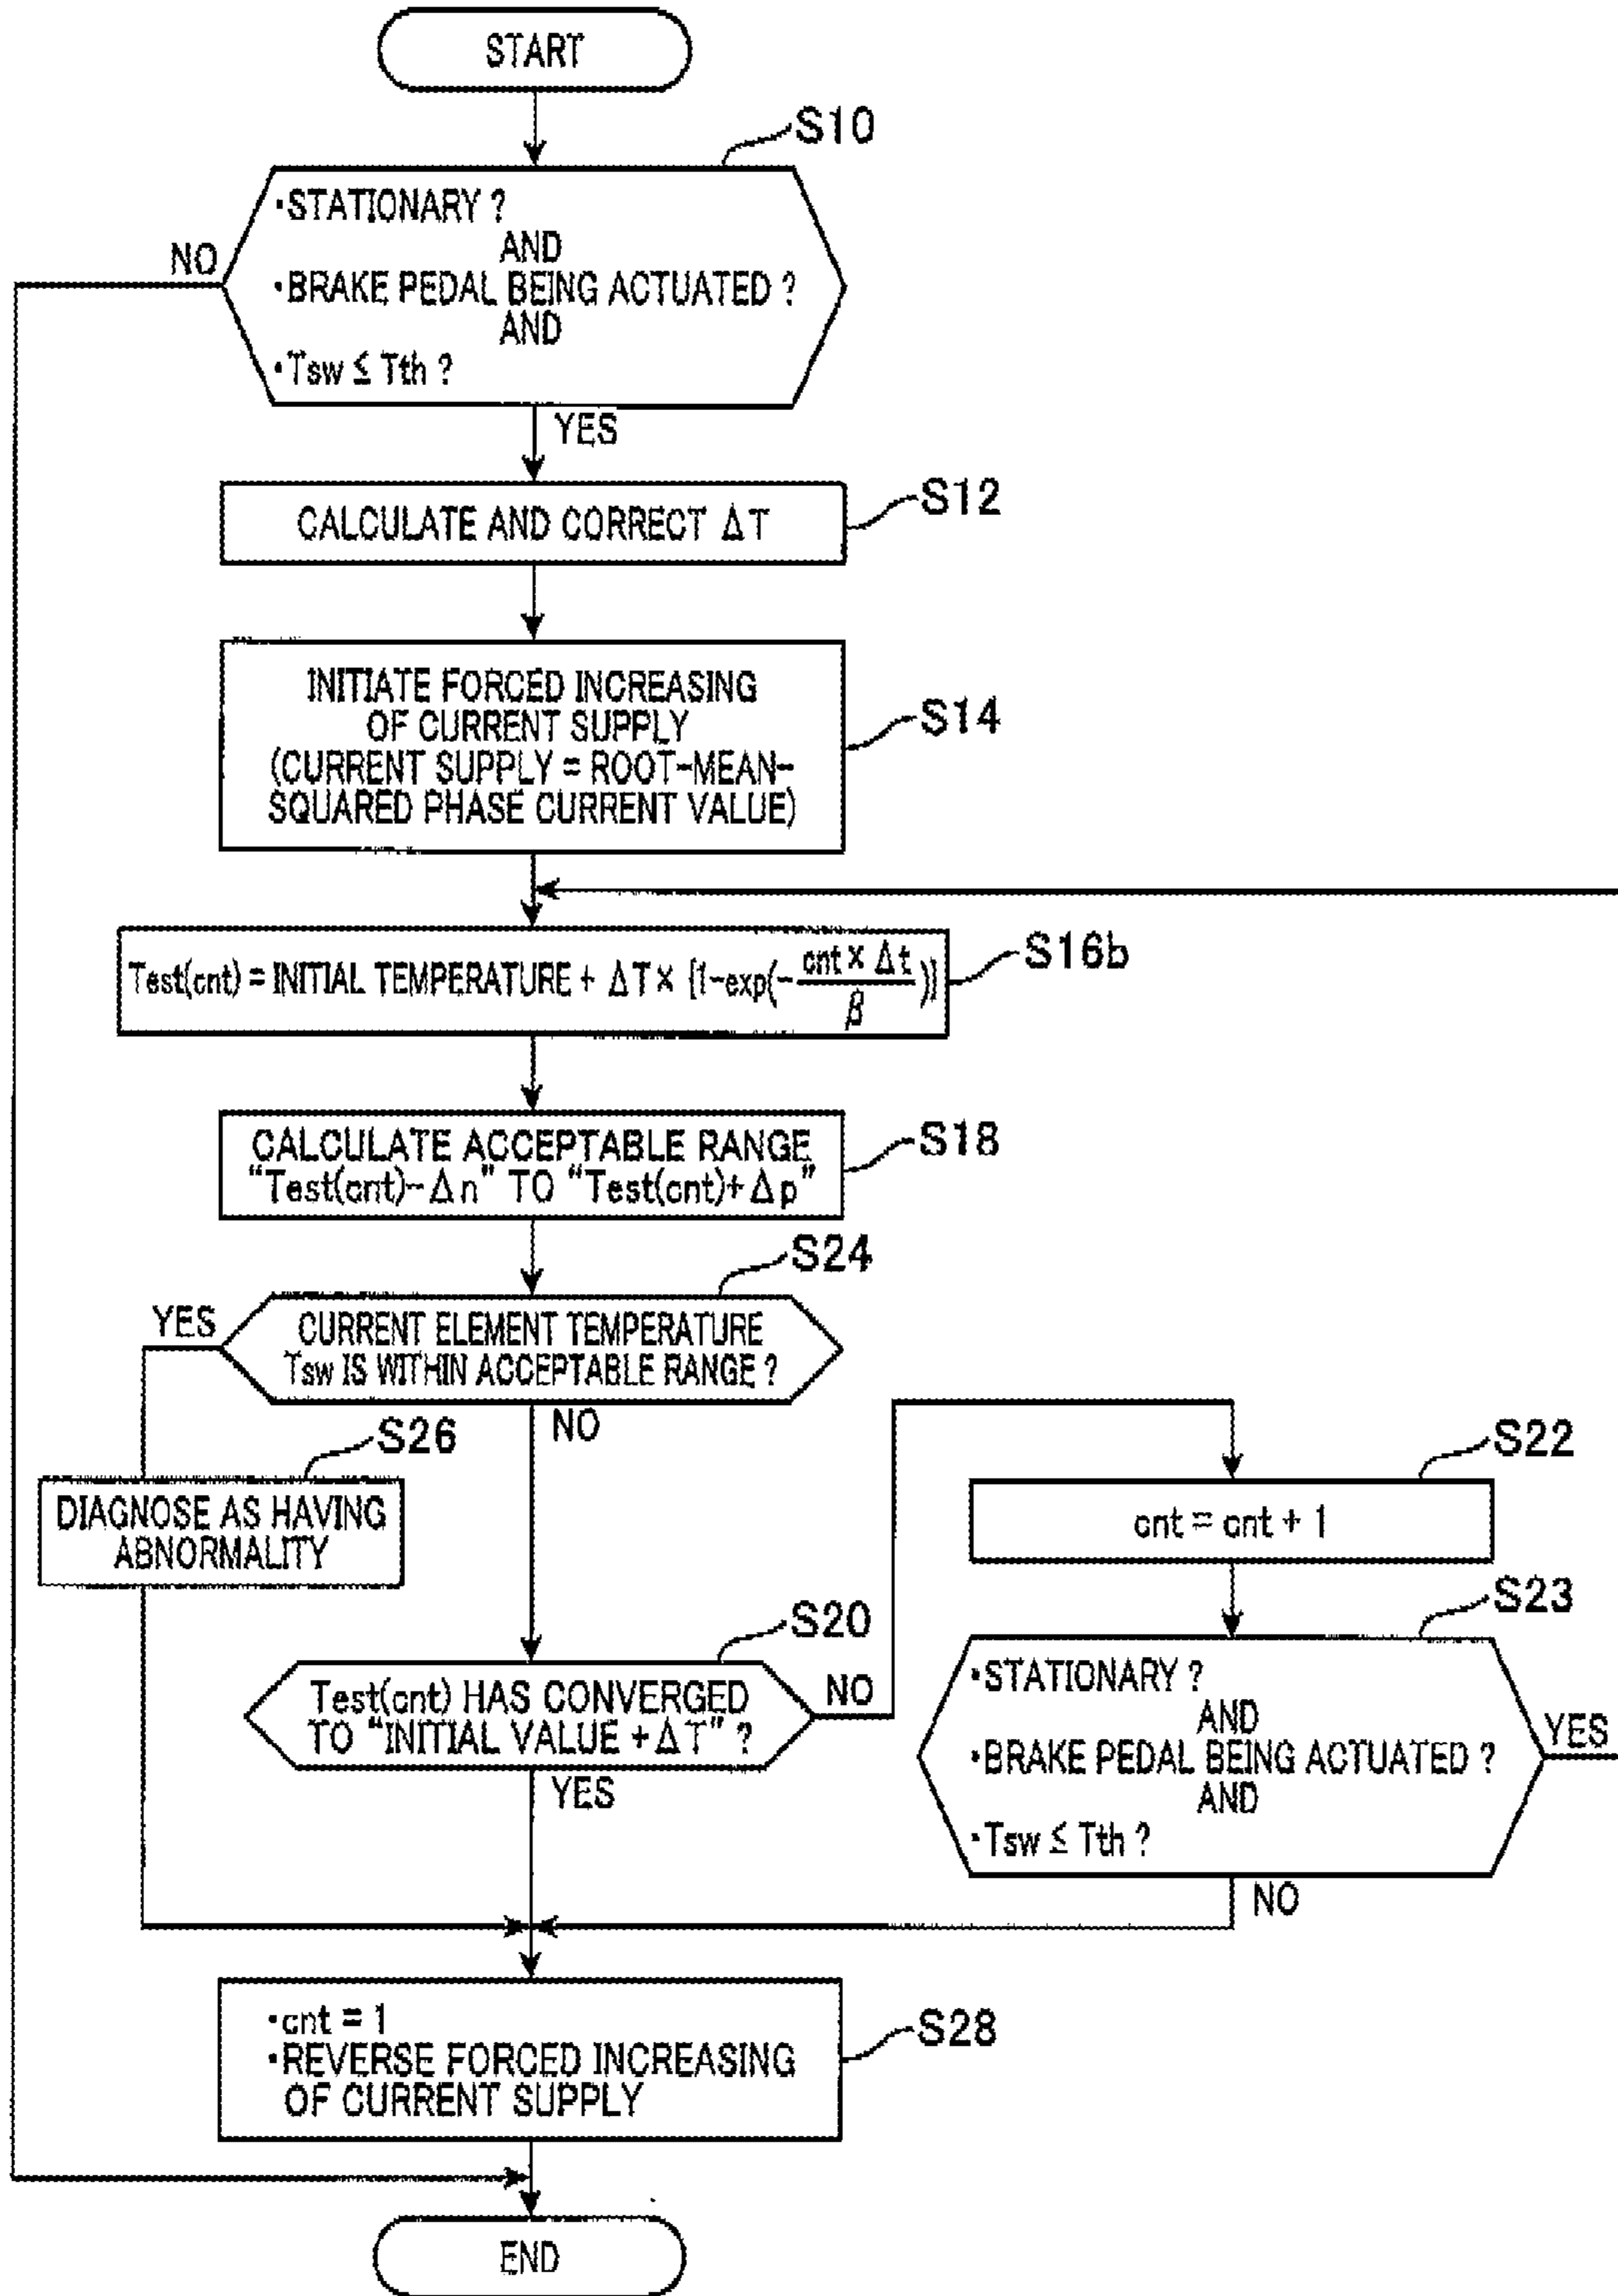 START
S10
・STATIONARY ?
AND
・BRAKE PEDAL BEING ACTUATED ?
AND
・Tsw ≤ Tth ?
NO
YES
CALCULATE AND CORRECT ΔT
S12
INITIATE FORCED INCREASING
OF CURRENT SUPPLY
(CURRENT SUPPLY = ROOT-MEAN-
SQUARED PHASE CURRENT VALUE)
S14
Test(cnt) = INITIAL TEMPERATURE + ΔT × [1-exp(-cnt × Δt/β)]
S16b
CALCULATE ACCEPTABLE RANGE
"Test(cnt)-Δn" TO "Test(cnt)+Δp"
S18
S24
CURRENT ELEMENT TEMPERATURE
Tsw IS WITHIN ACCEPTABLE RANGE ?
YES
NO
S26
DIAGNOSE AS HAVING
ABNORMALITY
S22
cnt = cnt + 1
S20
Test(cnt) HAS CONVERGED
TO "INITIAL VALUE +ΔT" ?
NO
YES
S23
・STATIONARY ?
AND
・BRAKE PEDAL BEING ACTUATED ?
AND
・Tsw ≤ Tth ?
YES
NO
・cnt = 1
・REVERSE FORCED INCREASING
OF CURRENT SUPPLY
S28
END